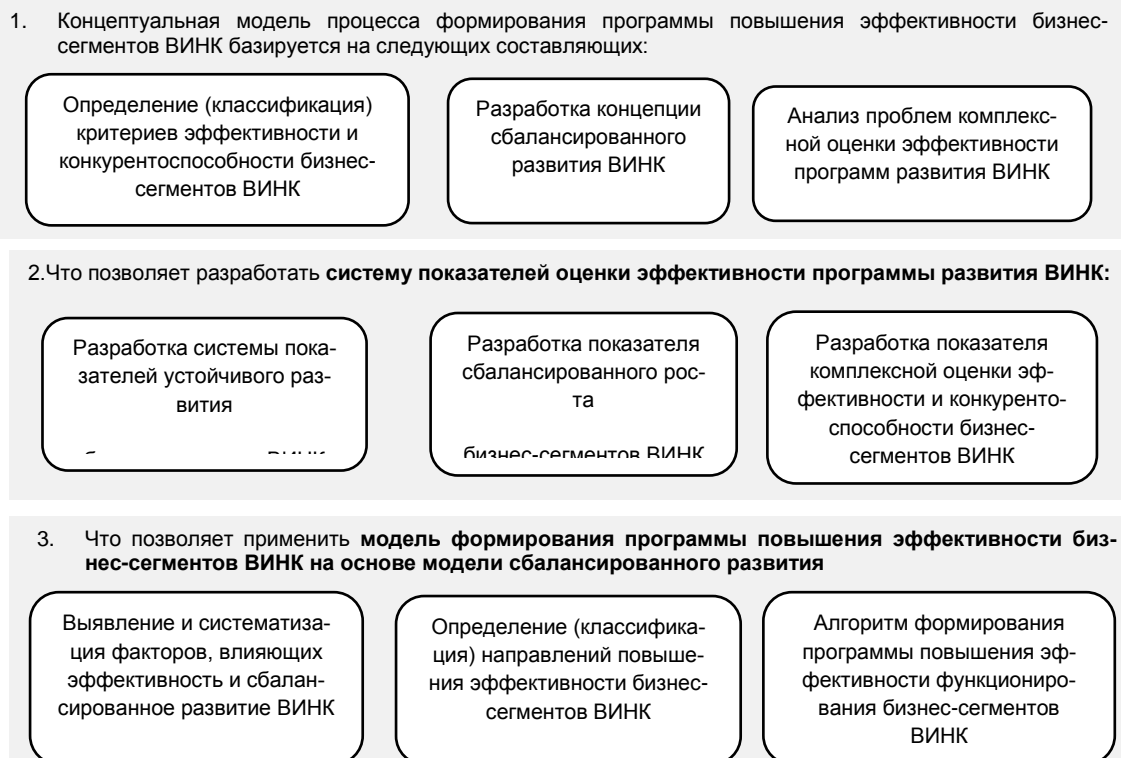 1. Концептуальная модель процесса формирования программы повышения эффективности бизнес-
сегментов ВИНК базируется на следующих составляющих:
Определение (классификация)
критериев эффективности и
конкурентоспособности бизнес-
сегментов ВИНК
Разработка концепции
сбалансированного
развития ВИНК
Анализ проблем комплекс-
ной оценки эффективности
программ развития ВИНК
2.Что позволяет разработать систему показателей оценки эффективности программы развития ВИНК:
Разработка системы пока-
зателей устойчивого раз-
вития
Разработка показателя
сбалансированного рос-
та
бизнес-сегментов ВИНК
Разработка показателя
комплексной оценки эф-
фективности и конкуренто-
способности бизнес-
сегментов ВИНК
3. Что позволяет применить модель формирования программы повышения эффективности биз-
нес-сегментов ВИНК на основе модели сбалансированного развития
Выявление и систематиза-
ция факторов, влияющих
эффективность и сбалан-
сированное развитие ВИНК
Определение (классифика-
ция) направлений повыше-
ния эффективности бизнес-
сегментов ВИНК
Алгоритм формирования
программы повышения эф-
фективности функциониро-
вания бизнес-сегментов
ВИНК